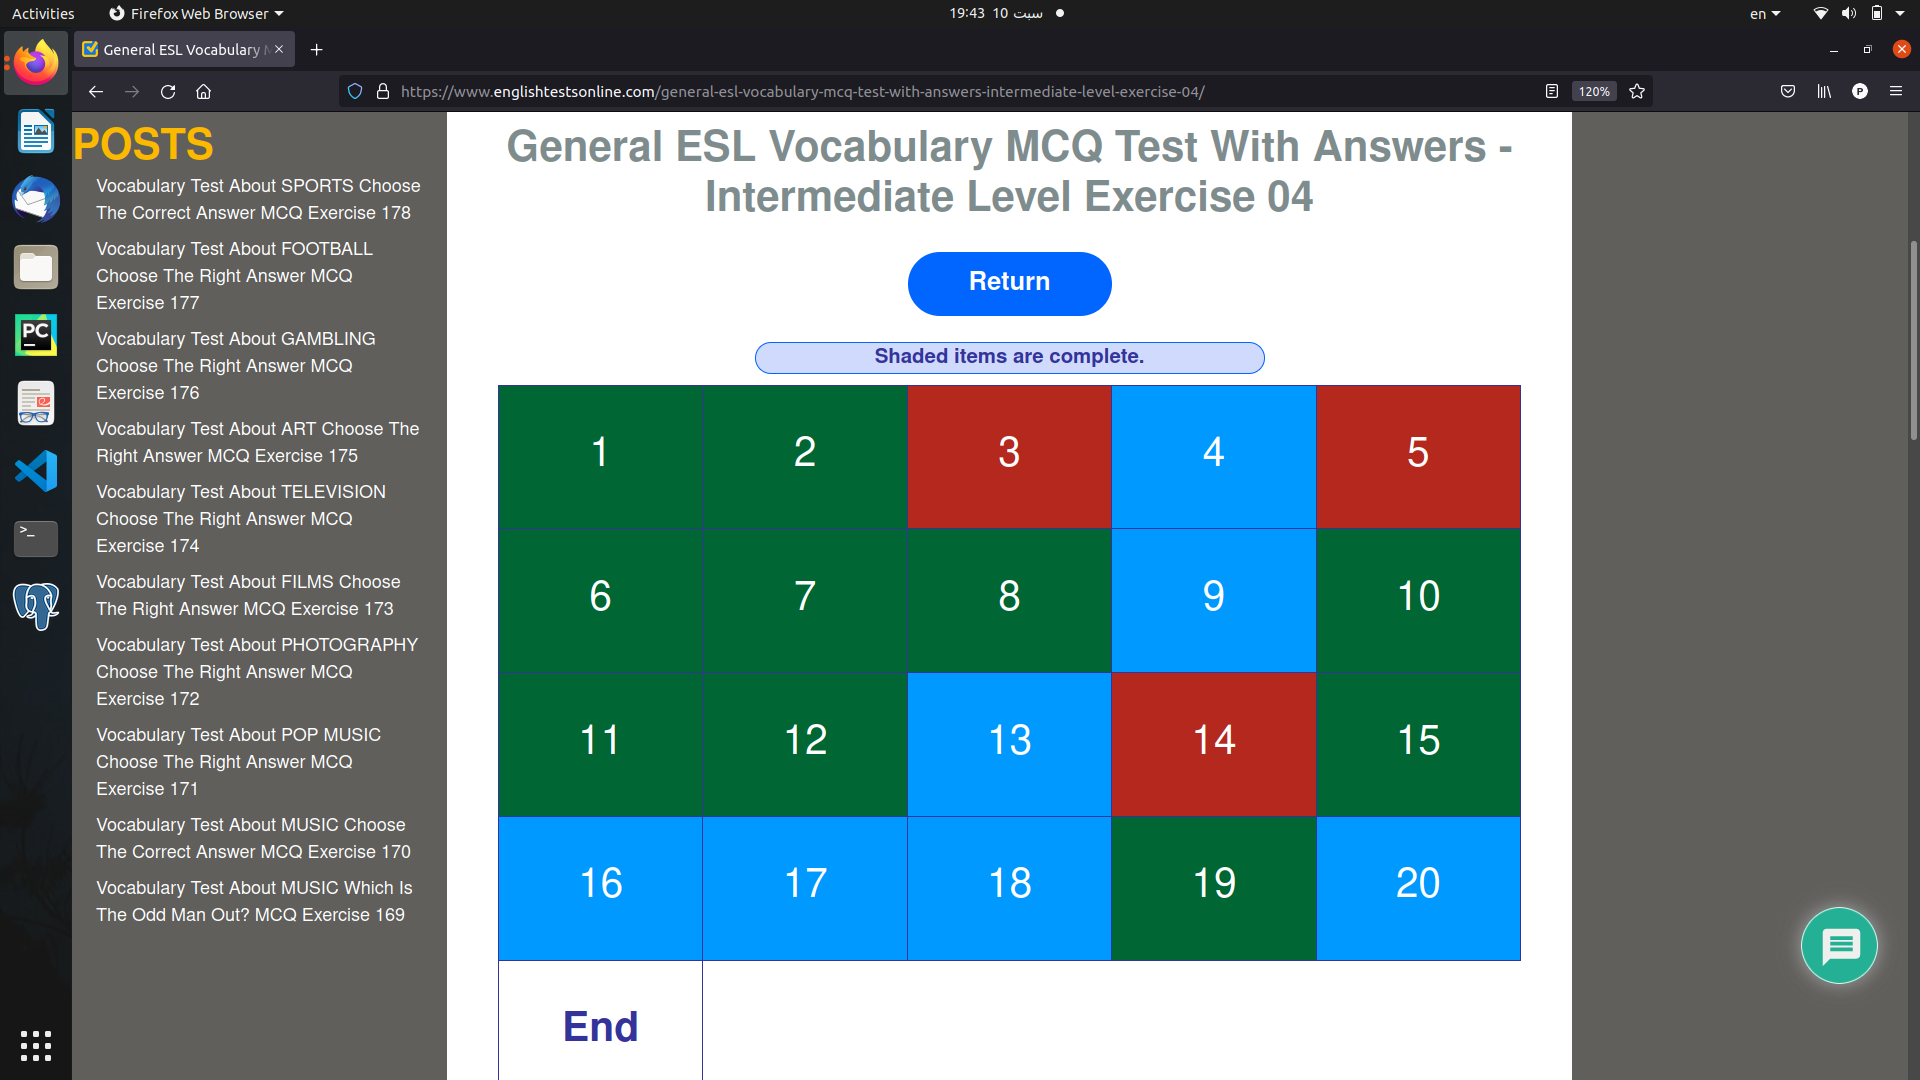 Activities
Firefox Web Browser
19:43 10 سبت
en
General ESL Vocabulary M
https://www.englishtestsonline.com/general-esl-vocabulary-mcq-test-with-answers-intermediate-level-exercise-04/
120%
P
PC
>_
POSTS
Vocabulary Test About SPORTS Choose
The Correct Answer MCQ Exercise 178
Vocabulary Test About FOOTBALL
Choose The Right Answer MCQ
Exercise 177
Vocabulary Test About GAMBLING
Choose The Right Answer MCQ
Exercise 176
Vocabulary Test About ART Choose The
Right Answer MCQ Exercise 175
Vocabulary Test About TELEVISION
Choose The Right Answer MCQ
Exercise 174
Vocabulary Test About FILMS Choose
The Right Answer MCQ Exercise 173
Vocabulary Test About PHOTOGRAPHY
Choose The Right Answer MCQ
Exercise 172
Vocabulary Test About POP MUSIC
Choose The Right Answer MCQ
Exercise 171
Vocabulary Test About MUSIC Choose
The Correct Answer MCQ Exercise 170
Vocabulary Test About MUSIC Which Is
The Odd Man Out? MCQ Exercise 169
General ESL Vocabulary MCQ Test With Answers -
Intermediate Level Exercise 04
Return
Shaded items are complete.
1 2 3 4 5
6 7 8 9 10
11 12 13 14 15
16 17 18 19 20
End